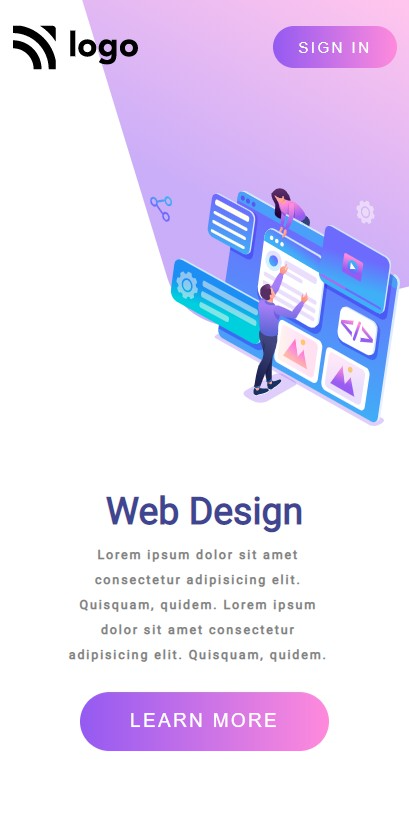 logo
SIGN IN
</>
Web Design
Lorem ipsum dolor sit amet
consectetur adipisicing elit.
Quisquam, quidem. Lorem ipsum
dolor sit amet consectetur
adipisicing elit. Quisquam, quidem.
LEARN MORE